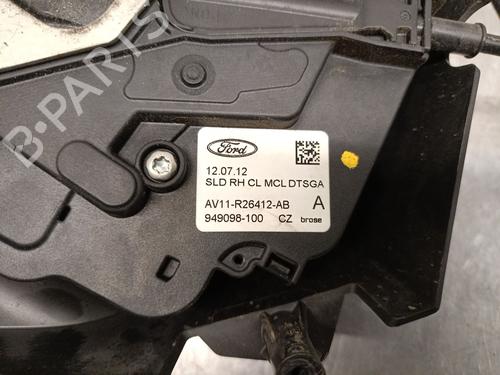 B-PARTS
Ford
12.07.12
SLD RH CL MCL DTSGA
AV11-R26412-AB A
949098-100 CZ brose